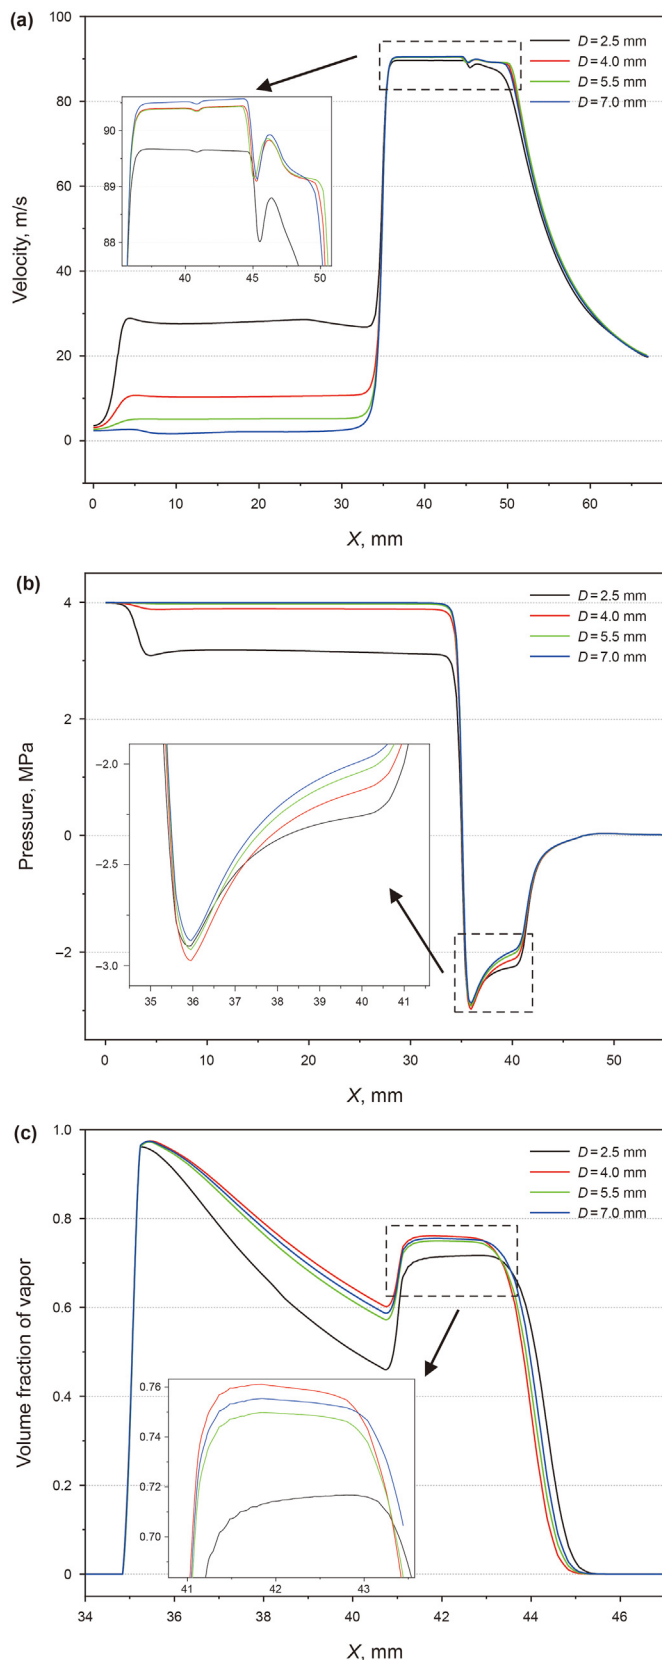 (a)
100
80
60
40
20
0
Velocity, m/s
D = 2.5 mm
D = 4.0 mm
D = 5.5 mm
D = 7.0 mm
90
89
88
40
45
50
0
10
20
30
40
50
60
X, mm
(b)
4
2
0
−2
Pressure, MPa
D = 2.5 mm
D = 4.0 mm
D = 5.5 mm
D = 7.0 mm
−2.0
−2.5
−3.0
35
36
37
38
39
40
41
0
10
20
30
40
50
X, mm
(c)
1.0
0.8
0.6
0.4
0.2
0
Volume fraction of vapor
D = 2.5 mm
D = 4.0 mm
D = 5.5 mm
D = 7.0 mm
0.76
0.74
0.72
0.70
41
42
43
34
36
38
40
42
44
46
X, mm